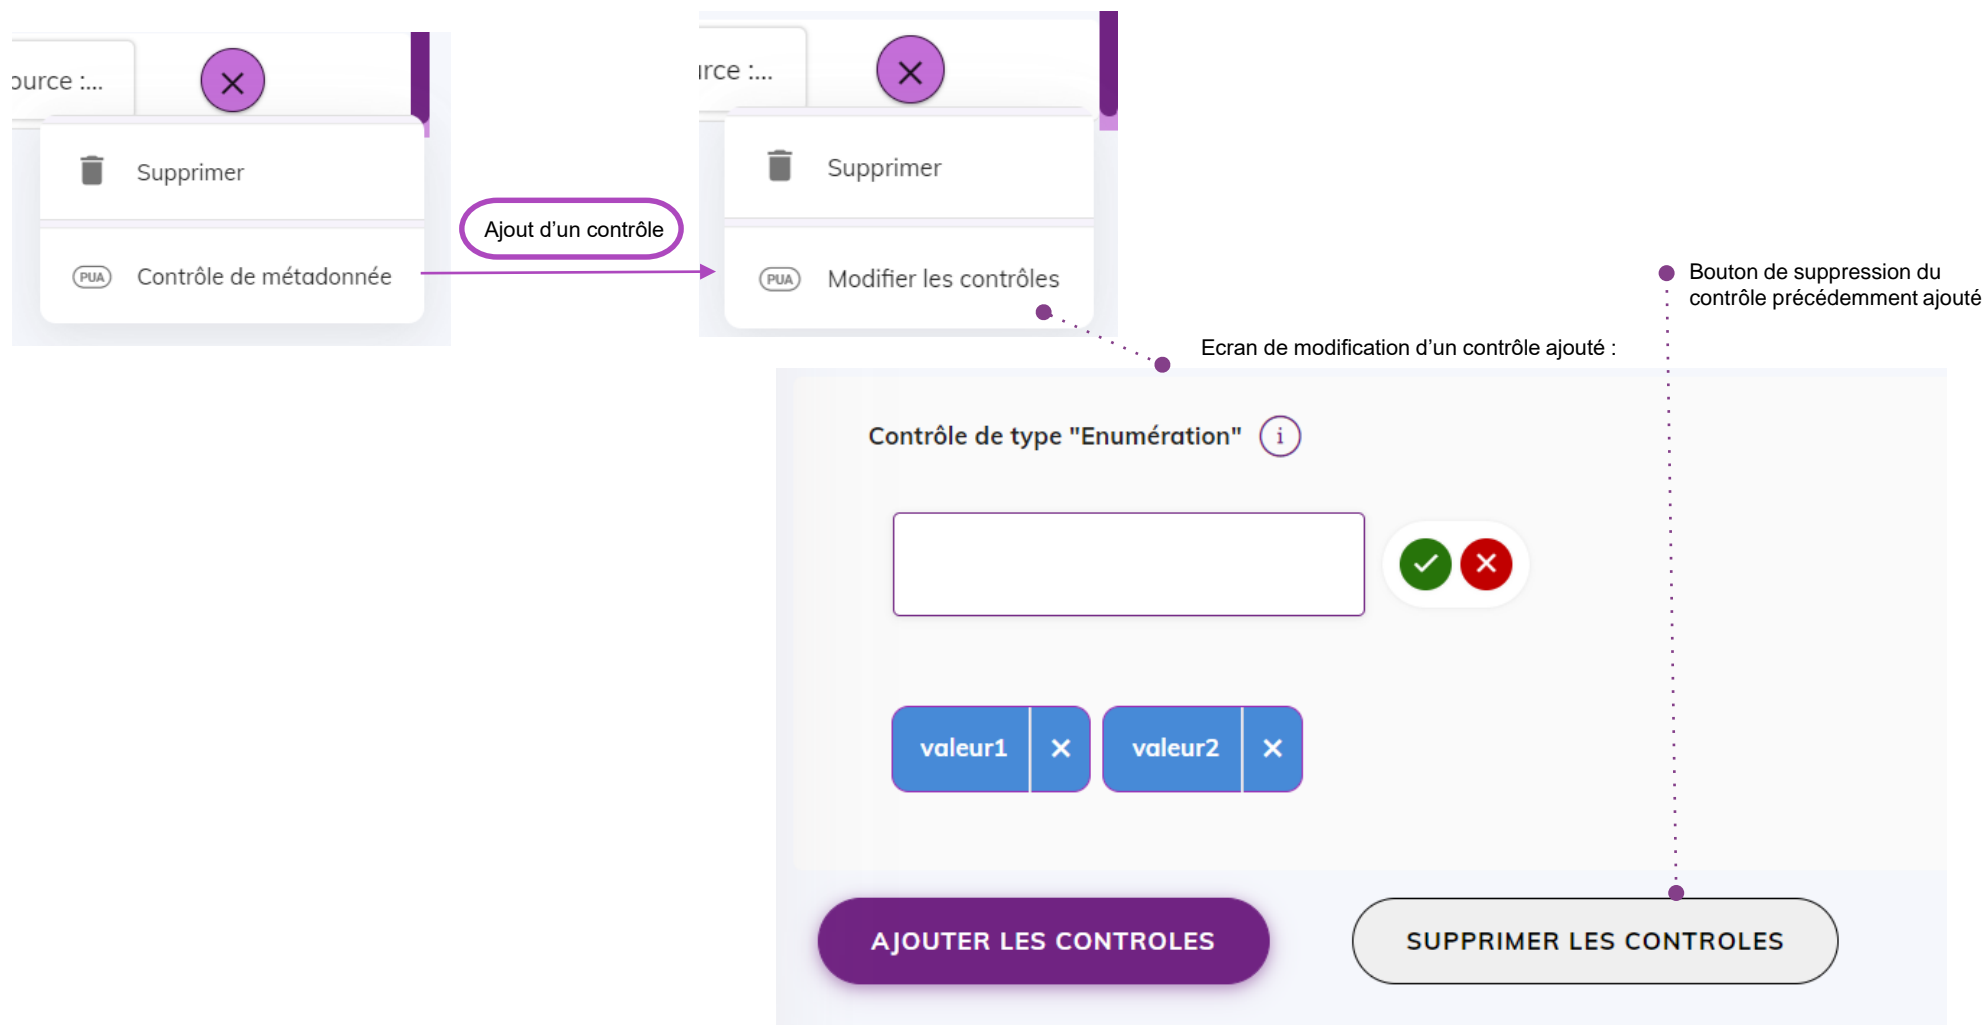 ource :...
Supprimer
PUA Contrôle de métadonnée
Ajout d'un contrôle
urce :...
Supprimer
PUA Modifier les contrôles
Bouton de suppression du
contrôle précédemment ajouté
Ecran de modification d'un contrôle ajouté :
Contrôle de type "Enumération" i
valeur1
valeur2
AJOUTER LES CONTROLES
SUPPRIMER LES CONTROLES